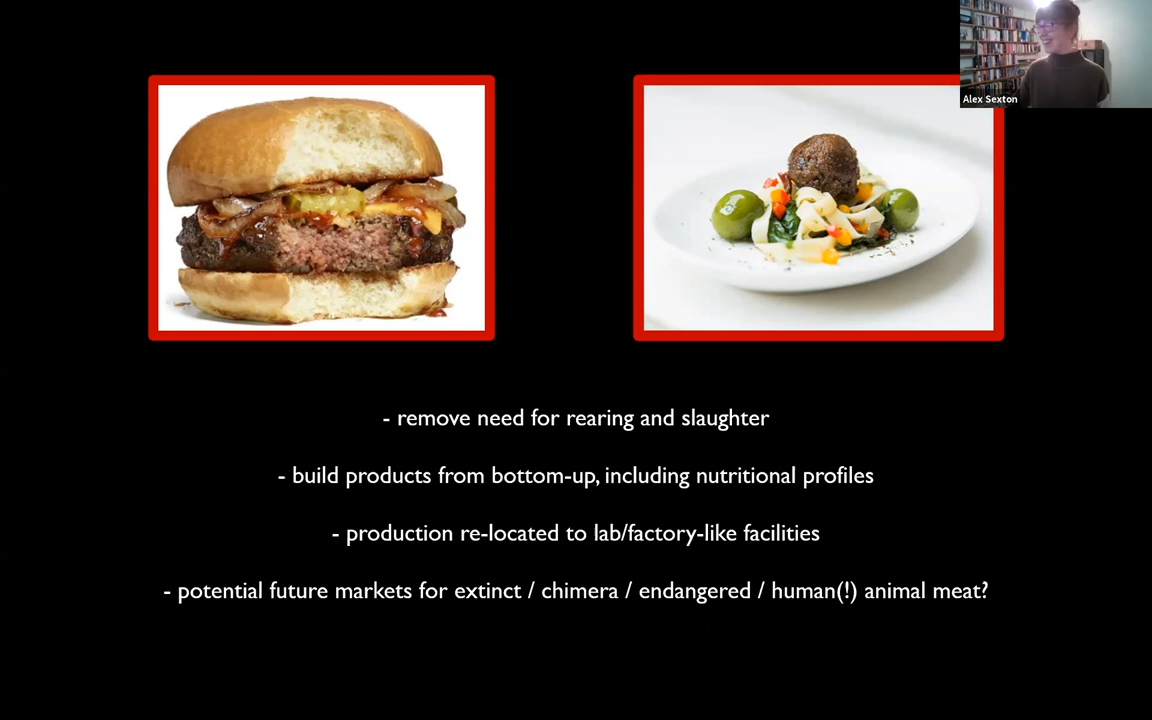 Alex Sexton
- remove need for rearing and slaughter
- build products from bottom-up, including nutritional profiles
- production re-located to lab/factory-like facilities
- potential future markets for extinct / chimera / endangered / human(!) animal meat?